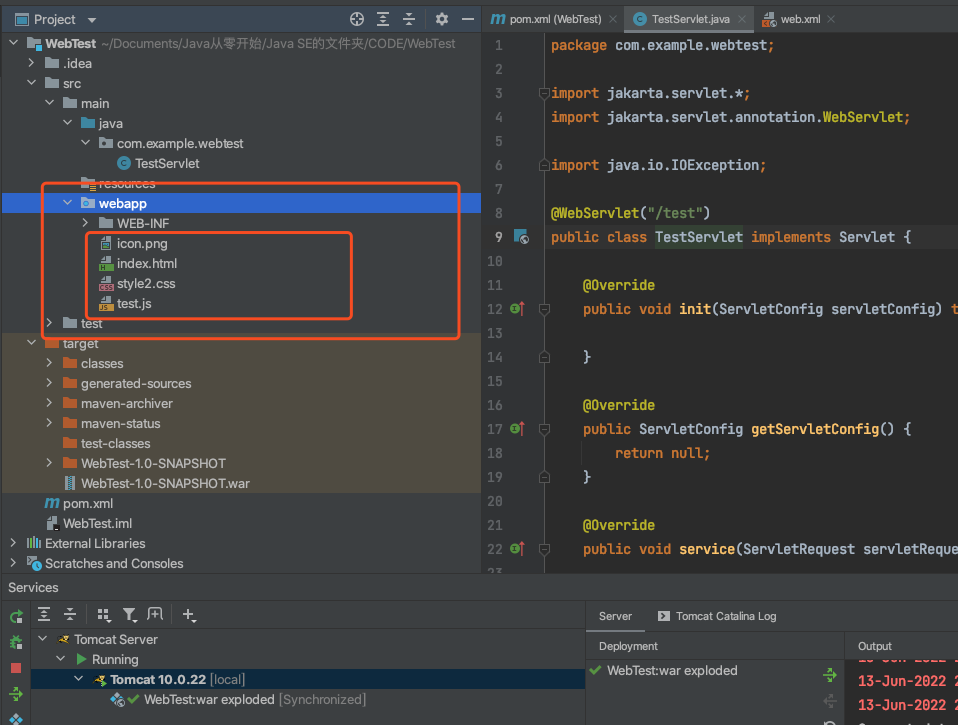 Project
WebTest ~/Documents/Java从零开始/Java SE的文件夹/CODE/WebTest
.idea
src
main
java
com.example.webtest
TestServlet
resources
webapp
WEB-INF
icon.png
index.html
style2.css
test.js
test
target
classes
generated-sources
maven-archiver
maven-status
test-classes
WebTest-1.0-SNAPSHOT
WebTest-1.0-SNAPSHOT.war
pom.xml
WebTest.iml
External Libraries
Scratches and Consoles
pom.xml (WebTest) TestServlet.java web.xml
1 package com.example.webtest;
2
3 import jakarta.servlet.*;
4 import jakarta.servlet.annotation.WebServlet;
5
6 import java.io.IOException;
7
8 @WebServlet("/test")
9 public class TestServlet implements Servlet {
10
11 @Override
12 public void init(ServletConfig servletConfig) t
13
14 }
15
16 @Override
17 public ServletConfig getServletConfig() {
18 return null;
19 }
20
21 @Override
22 public void service(ServletRequest servletReque
23
Services
Tomcat Server
Running
Tomcat 10.0.22 [local]
WebTest:war exploded [Synchronized]
Server Tomcat Catalina Log
Deployment Output
WebTest:war exploded
13-Jun-2022 2
13-Jun-2022